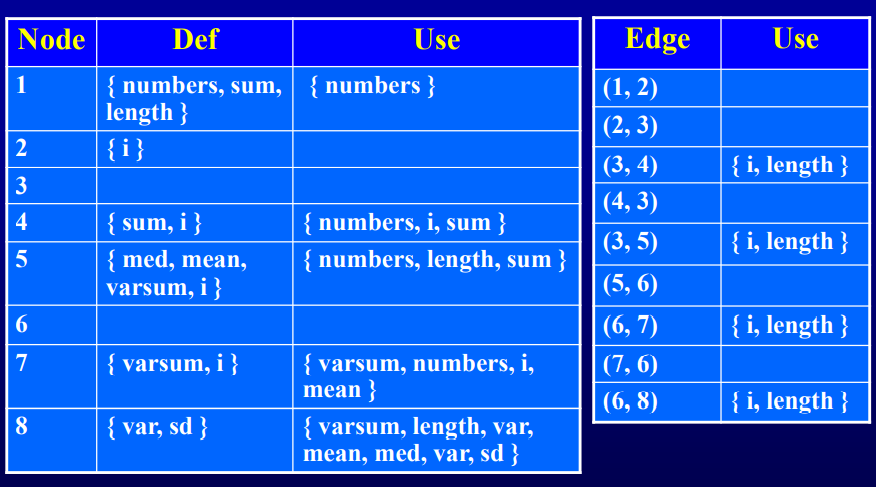 Node Def Use
1 { numbers, sum, { numbers }
length }
2 { i }
3
4 { sum, i } { numbers, i, sum }
5 { med, mean, { numbers, length, sum }
varsum, i }
6
7 { varsum, i } { varsum, numbers, i,
mean }
8 { var, sd } { varsum, length, var,
mean, med, var, sd }
Edge Use
(1, 2)
(2, 3)
(3, 4) { i, length }
(4, 3)
(3, 5) { i, length }
(5, 6)
(6, 7) { i, length }
(7, 6)
(6, 8) { i, length }